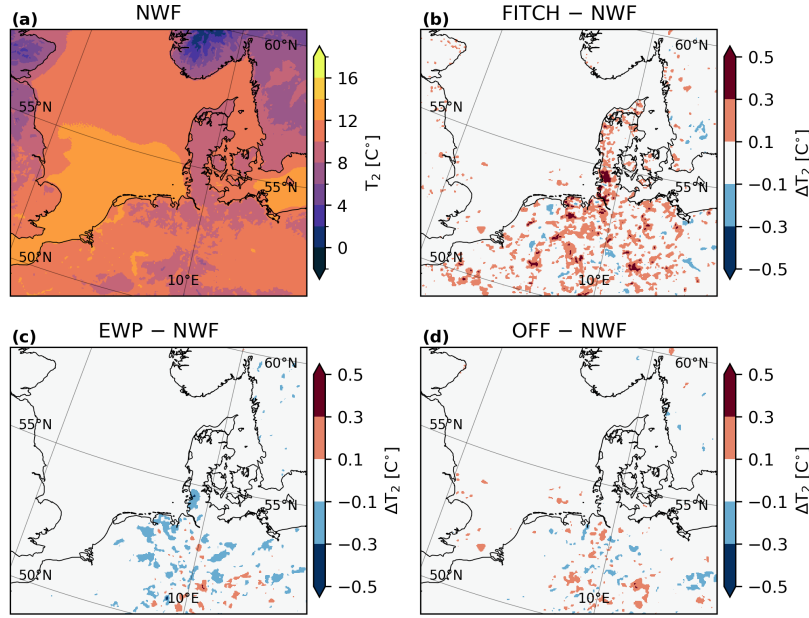 (a) NWF
60°N
55°N
55°N
50°N
10°E
16
12
8
4
0
T₂ [C°]
(b) FITCH − NWF
60°N
55°N
55°N
50°N
10°E
0.5
0.3
0.1
−0.1
−0.3
−0.5
ΔT₂ [C°]
(c) EWP − NWF
60°N
55°N
55°N
50°N
10°E
0.5
0.3
0.1
−0.1
−0.3
−0.5
ΔT₂ [C°]
(d) OFF − NWF
60°N
55°N
55°N
50°N
10°E
0.5
0.3
0.1
−0.1
−0.3
−0.5
ΔT₂ [C°]